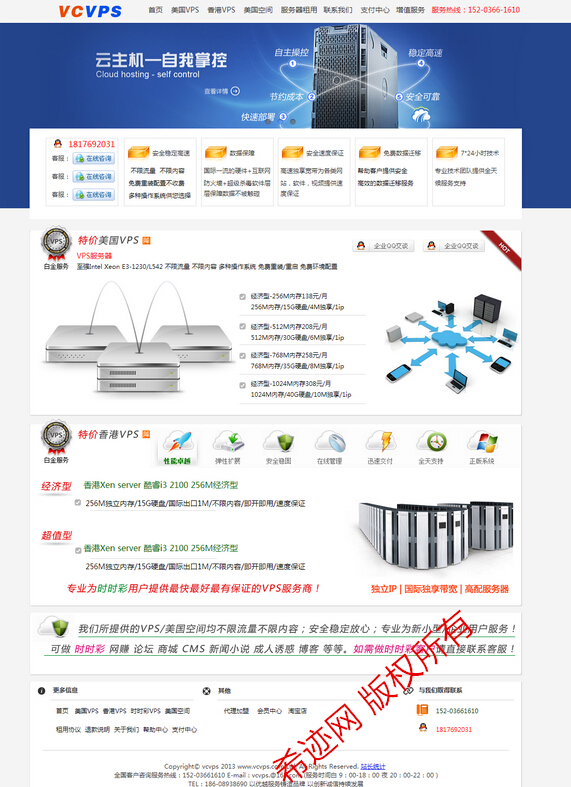 VCVPS
首页 美国VPS 香港VPS 美国空间 服务器租用 联系我们 支付中心 增值服务 服务热线：152-0366-1610
云主机一自我掌控
Cloud hosting - self control
查看详情
自主操控
1
稳定高速
4
节约成本
2
5
安全可靠
快速部署
3
1817692031
客服：在线咨询
客服：在线咨询
客服：在线咨询
安全稳定高速
不限流量 不限内容
免费重装配置不收费
多种操作系统供您选择
数据保障
国际一流的硬件+互联网
防火墙+超级杀毒软件层
层保障数据不被触碰
安全速度保证
高速独享宽带为各类网
站，软件，视频提供速
度保证
免费数据迁移
帮助客户提供安全
高效的数据迁移服务
7*24小时技术
专业技术团队提供全天
候服务支持
VPS
白金服务
特价美国VPS
企业QQ交谈
企业QQ交谈
HOT
VPS服务器
至强Intel Xeon E3-1230/L542 不限流量 不限内容 多种操作系统 免费重装/重启 免费环境配置
经济型-256M内存138元/月
256M内存/15G硬盘/4M独享/1ip
经济型-512M内存208元/月
512M内存/30G硬盘/6M独享/1ip
经济型-768M内存258元/月
768M内存/35G硬盘/8M独享/1ip
经济型-1024M内存308元/月
1024M内存/40G硬盘/10M独享/1ip
VPS
白金服务
特价香港VPS
性能卓越 弹性扩展 安全稳固 在线管理 迅速交付 全天支持 正版系统
经济型
香港Xen server 酷睿i3 2100 256M经济型
256M独立内存/15G硬盘/国际出口1M/不限内容/即开即用/速度保证
超值型
香港Xen server 酷睿i3 2100 256M经济型
256M独立内存/15G硬盘/国际出口1M/不限内容/即开即用/速度保证
专业为时时彩用户提供最快最好最有保证的VPS服务商！
独立IP | 国际独享带宽 | 高配服务器
我们所提供的VPS/美国空间均不限流量不限内容；安全稳定放心；专业为新小型/企业用户服务！
可做 时时彩 网赚 论坛 商城 CMS 新闻小说 成人诱惑 博客 等等。如需做时时彩客户请直接联系客服！
更多信息
首页 美国VPS 香港VPS 时时彩VPS 美国空间
租用协议 退款说明 关于我们 帮助中心 支付中心
其他
代理加盟 会员中心 淘宝店
与我们取得联系
152-03661610
1817692031
Copyright© vcvps 2013 www.vcvps.com All Rights Reserved. 站长统计
全国客户咨询服务热线：152-03661610 E-mail：vcvps.@163.com (服务时间白 9：00-18：00 夜 20：00-22：00 )
TEL：186-08938690 以优越服务铸造品牌 以创新诚信持续发展
希迹网 版权所有